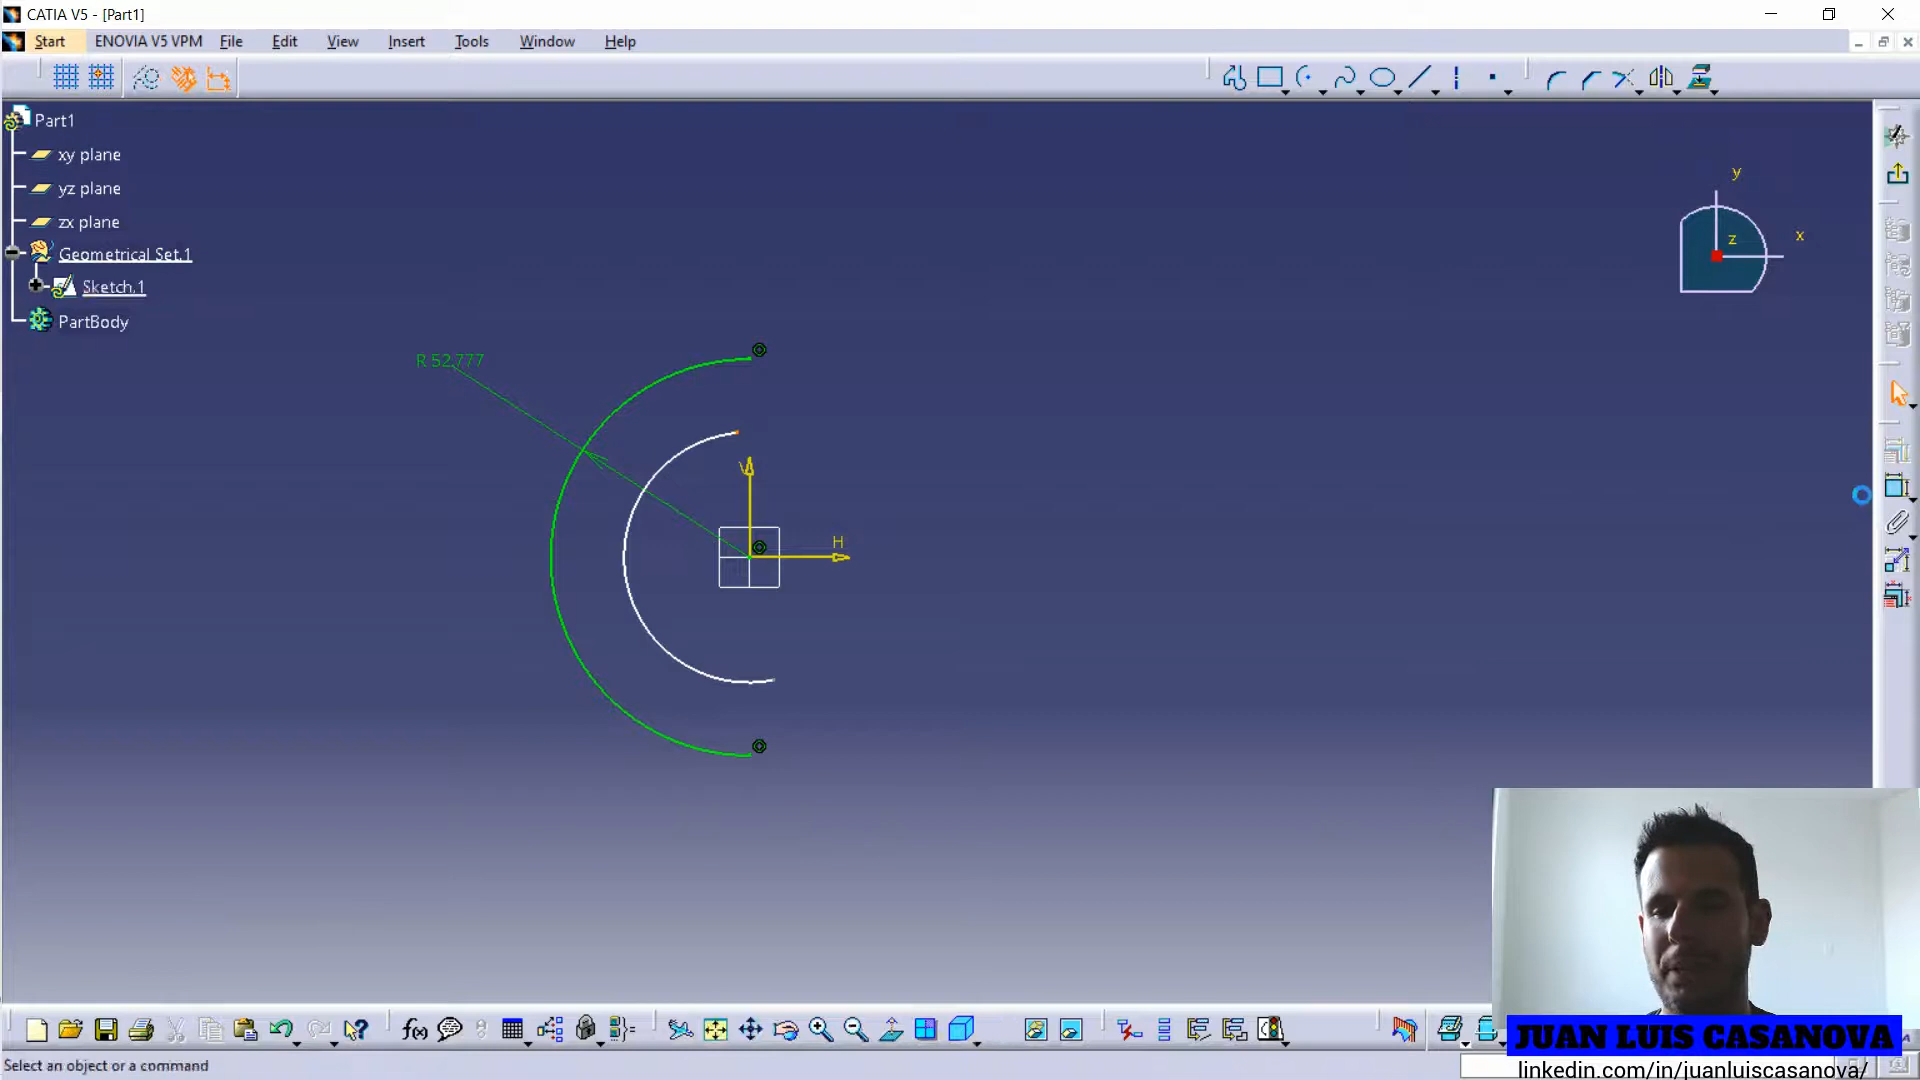 CATIA V5 - [Part1]
Start ENOVIA V5 VPM File Edit View Insert Tools Window Help
Part1
xy plane
yz plane
zx plane
Geometrical Set.1
Sketch.1
PartBody
y
z
x
R 52,777
V
H
f(x)
Select an object or a command
JUAN LUIS CASANOVA
linkedin.com/in/juanluiscasanova/